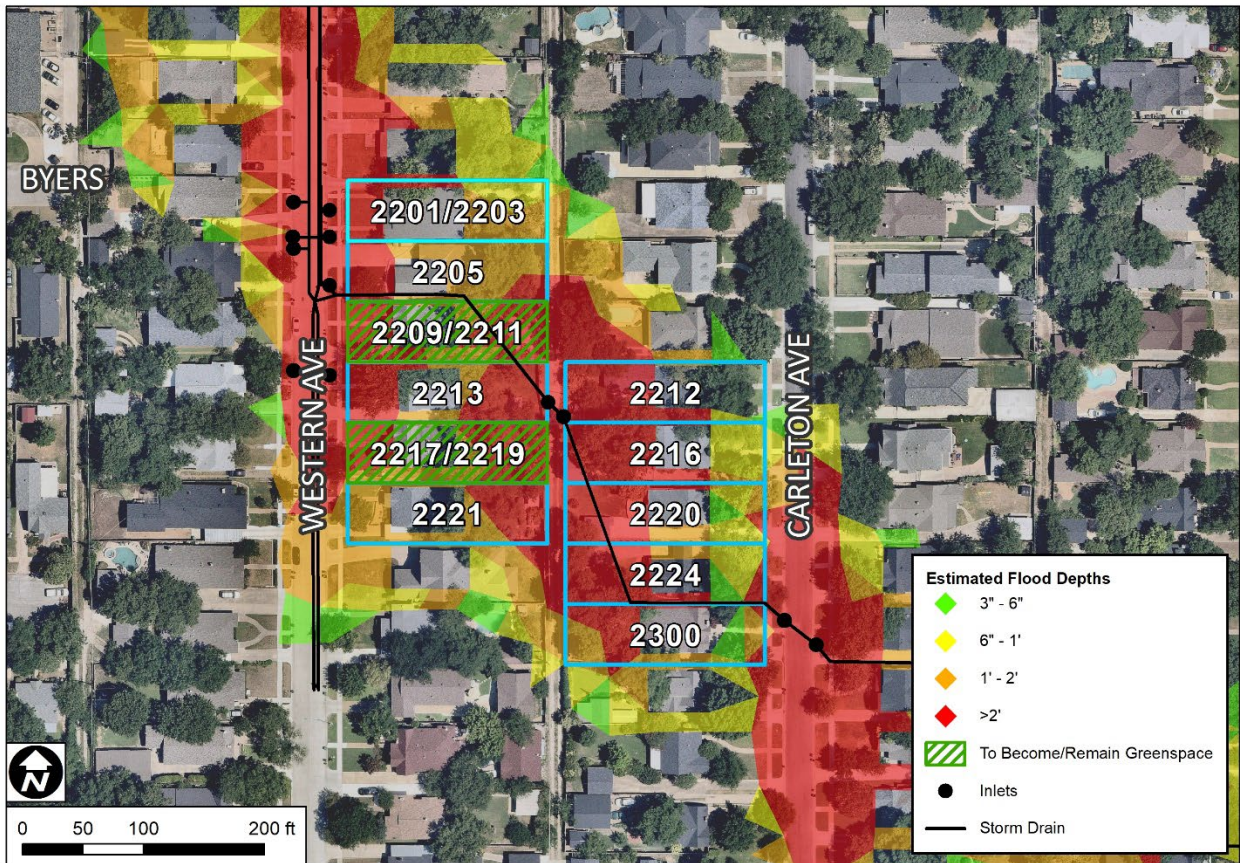 BYERS
WESTERN AVE
CARLETON AVE
2201/2203
2205
2209/2211
2213
2217/2219
2221
2212
2216
2220
2224
2300
Estimated Flood Depths
3" - 6"
6" - 1'
1' - 2'
>2'
To Become/Remain Greenspace
Inlets
Storm Drain
N
0 50 100 200 ft